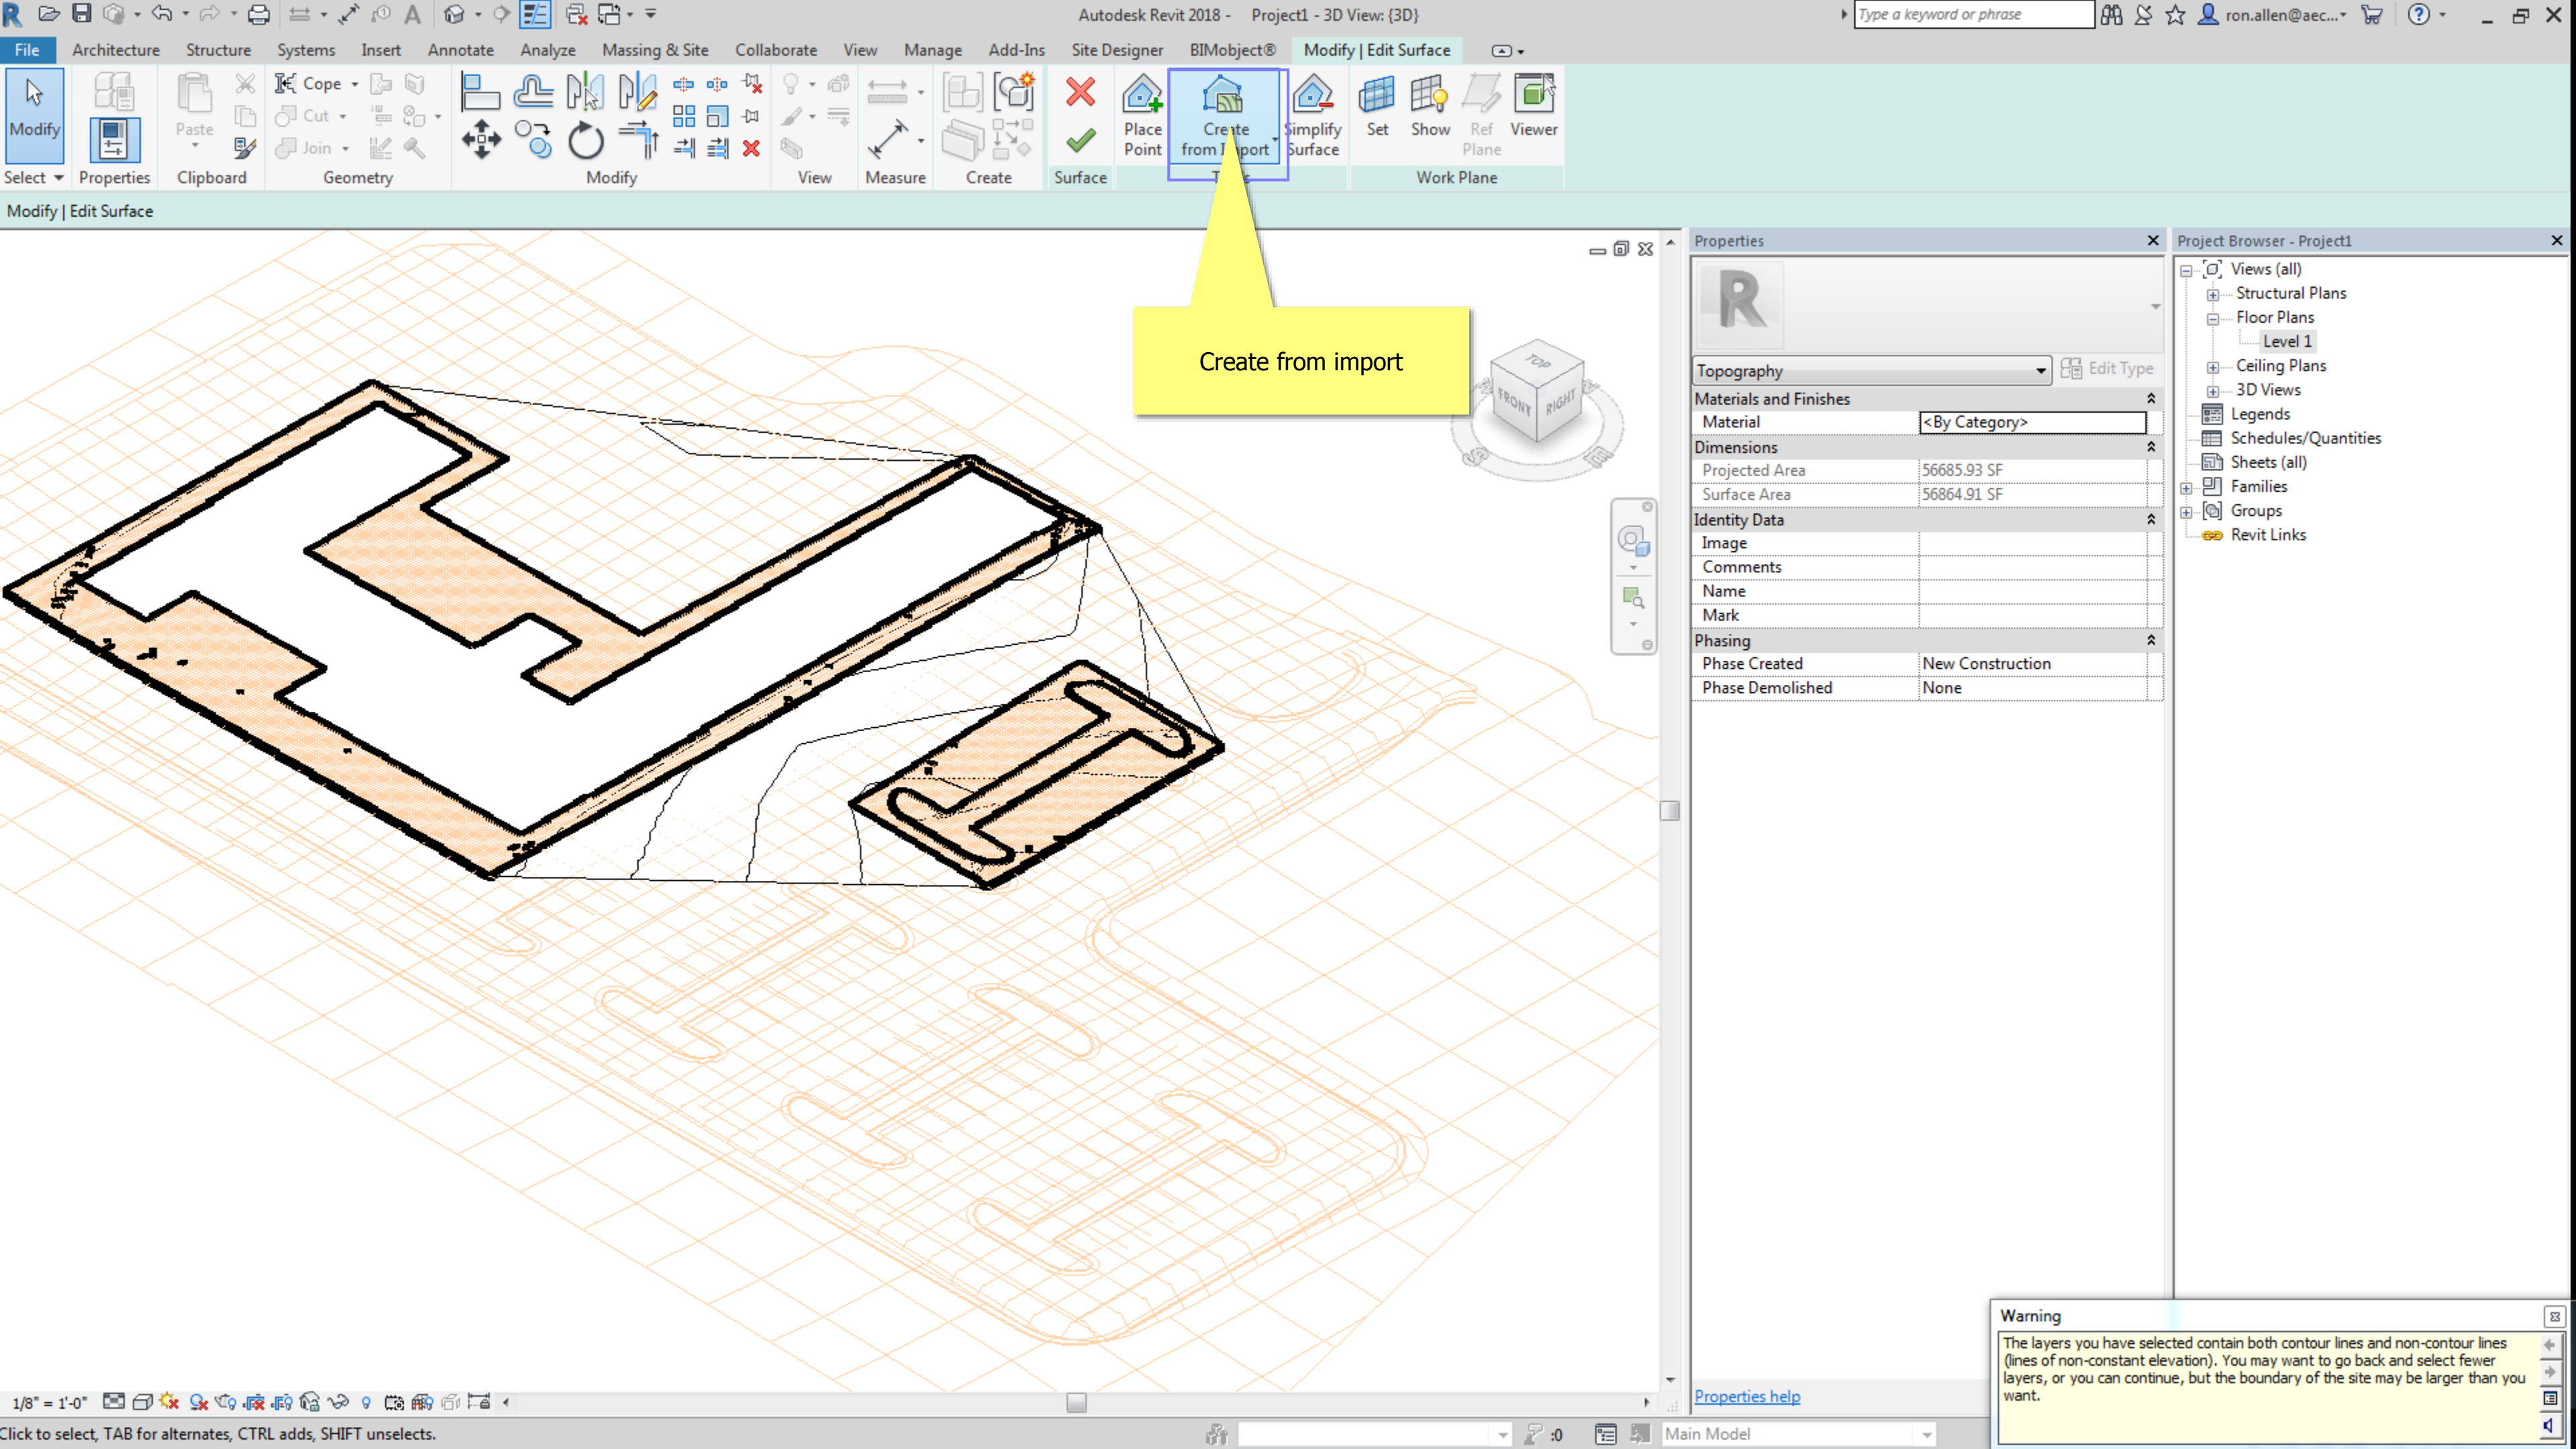 Autodesk Revit 2018 - Project1 - 3D View: {3D}
Type a keyword or phrase
ron.allen@aec...
File Architecture Structure Systems Insert Annotate Analyze Massing & Site Collaborate View Manage Add-Ins Site Designer BIMobject® Modify | Edit Surface
Modify
Paste
Cope
Cut
Join
Place Point
Create
Simplify Surface
Set
Show
Ref Plane
Viewer
Select Properties Clipboard Geometry Modify View Measure Create Surface Work Plane
Modify | Edit Surface
Create from import
TOP
FRONT
RIGHT
S
E
Properties
R
Topography
Edit Type
Materials and Finishes
Material <By Category>
Dimensions
Projected Area 56685.93 SF
Surface Area 56864.91 SF
Identity Data
Image
Comments
Name
Mark
Phasing
Phase Created New Construction
Phase Demolished None
Properties help
Project Browser - Project1
Views (all)
Structural Plans
Floor Plans
Level 1
Ceiling Plans
3D Views
Legends
Schedules/Quantities
Sheets (all)
Families
Groups
Revit Links
Warning
The layers you have selected contain both contour lines and non-contour lines
(lines of non-constant elevation). You may want to go back and select fewer
layers, or you can continue, but the boundary of the site may be larger than you
want.
1/8" = 1'-0"
Click to select, TAB for alternates, CTRL adds, SHIFT unselects.
:0
Main Model